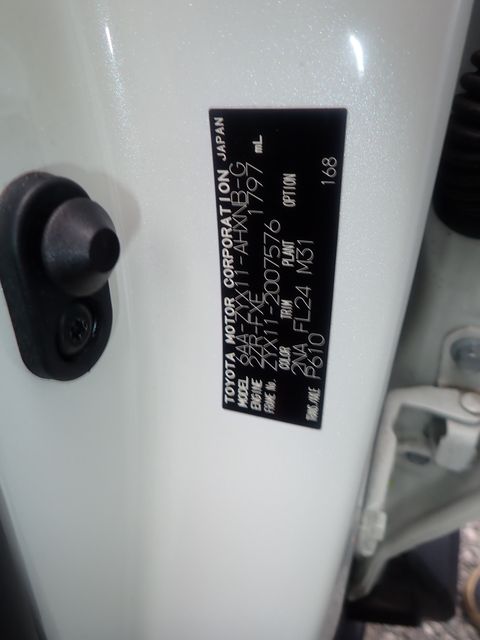 TOYOTA MOTOR CORPORATION JAPAN
MODEL 6AA-ZYX11-AHXNB-G
ENGINE 2ZR-FXE 1797 mL
FRAME No. ZYX11-2007576
COLOR TRIM PLANT OPTION
2NA FL24 M31 168
TRANS./AXLE P610